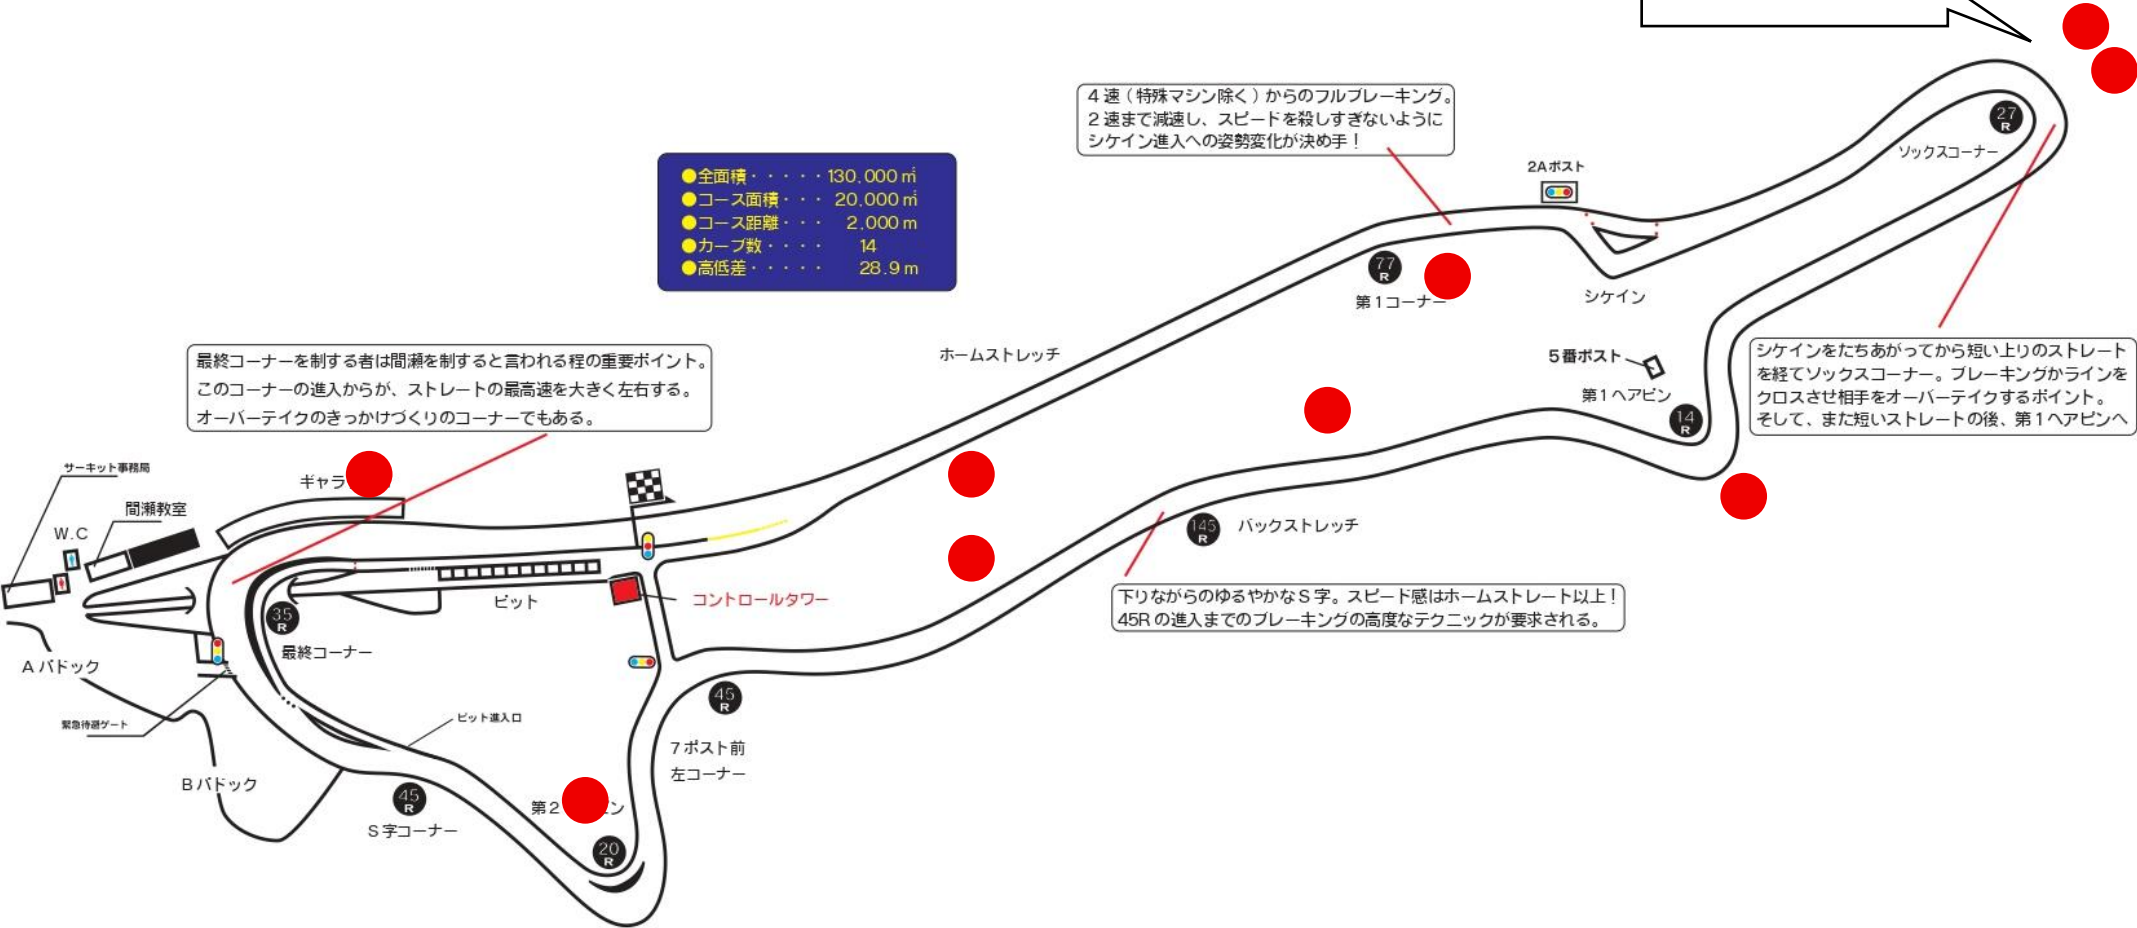 4速（特殊マシン除く）からのフルブレーキング。
2速まで減速し、スピードを殺しすぎないように
シケイン進入への姿勢変化が決め手！
27
R
ソックスコーナー
2Aポスト
●全面積・・・・・130,000㎡
●コース面積・・・20,000㎡
●コース距離・・・2,000m
●カーブ数・・・・14
●高低差・・・・・28.9m
77
R
第1コーナー
シケイン
ホームストレッチ
5番ポスト
第1ヘアピン
14
R
シケインをたちあがってから短い上りのストレート
を経てソックスコーナー。ブレーキングかラインを
クロスさせ相手をオーバーテイクするポイント。
そして、また短いストレートの後、第1ヘアピンへ
最終コーナーを制する者は間瀬を制すると言われる程の重要ポイント。
このコーナーの進入からが、ストレートの最高速を大きく左右する。
オーバーテイクのきっかけづくりのコーナーでもある。
サーキット事務局
ギャラ
間瀬教室
W.C
145
R
バックストレッチ
ピット
コントロールタワー
下りながらのゆるやかなS字。スピード感はホームストレート以上！
45Rの進入までのブレーキングの高度なテクニックが要求される。
35
R
最終コーナー
Aパドック
45
R
緊急待避ゲート
ピット進入口
7ポスト前
左コーナー
Bパドック
45
R
S字コーナー
第2
ン
20
R